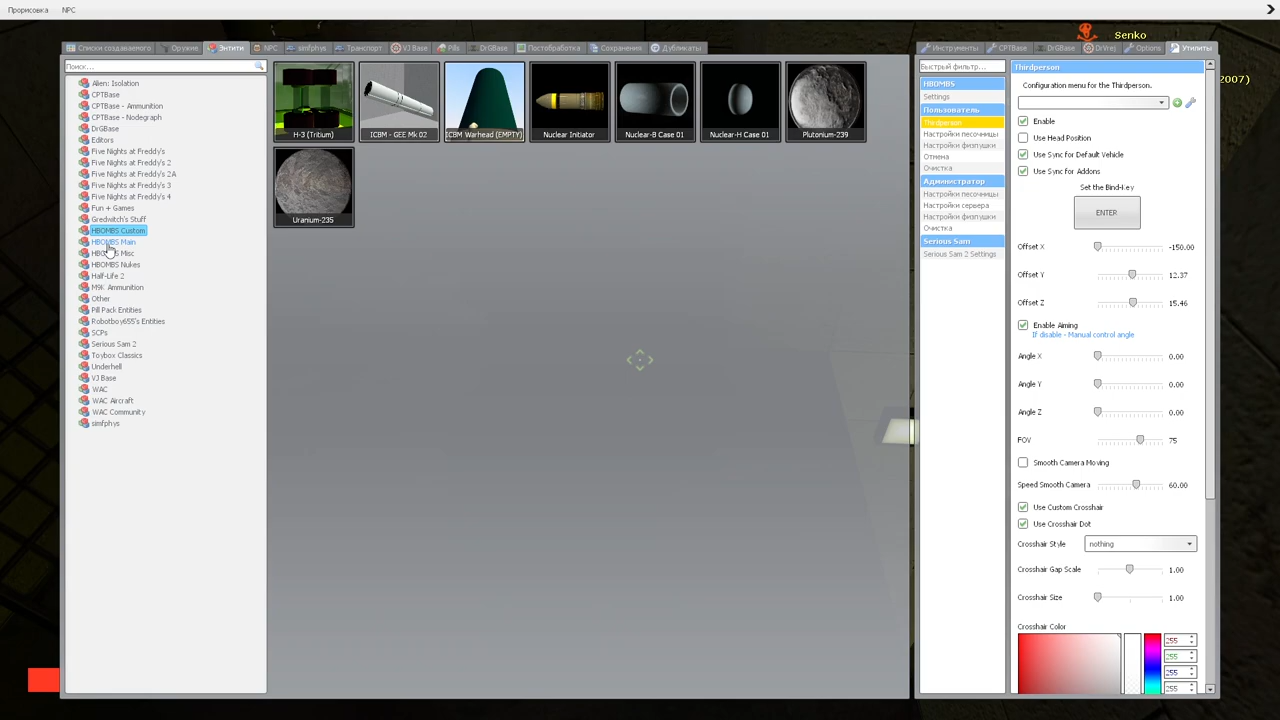 Прорисовка NPC
Senko
2007)
Списки создаваемого Оружие Энтити NPC simfphys Транспорт VJ Base Pills DrGBase Постобработка Сохранения Дубликаты
Инструменты CPTBase DrGBase DrVrej Options Утилиты
Поиск...
Alien: Isolation
CPTBase
CPTBase - Ammunition
CPTBase - Nodegraph
DrGBase
Editors
Five Nights at Freddy's
Five Nights at Freddy's 2
Five Nights at Freddy's 2A
Five Nights at Freddy's 3
Five Nights at Freddy's 4
Fun + Games
Gredwitch's Stuff
HBOMBS Custom
HBOMBS Main
HBOMBS Misc
HBOMBS Nukes
Half-Life 2
M9K Ammunition
Other
Pill Pack Entities
Robotboy655's Entities
SCPs
Serious Sam 2
Toybox Classics
Underhell
VJ Base
WAC
WAC Aircraft
WAC Community
simfphys
H-3 (Tritium)
ICBM - GEE Mk 02
ICBM Warhead (EMPTY)
Nuclear Initiator
Nuclear-B Case 01
Nuclear-H Case 01
Plutonium-239
Uranium-235
Быстрый фильтр...
HBOMBS
Settings
Пользователь
Thirdperson
Настройки песочницы
Настройки физпушки
Отмена
Очистка
Администратор
Настройки песочницы
Настройки сервера
Настройки физпушки
Очистка
Serious Sam
Serious Sam 2 Settings
Thirdperson
Configuration menu for the Thirdperson.
Enable
Use Head Position
Use Sync for Default Vehicle
Use Sync for Addons
Set the Bind-Key
ENTER
Offset X -150.00
Offset Y 12.37
Offset Z 15.46
Enable Aiming
If disable - Manual control angle
Angle X 0.00
Angle Y 0.00
Angle Z 0.00
FOV 75
Smooth Camera Moving
Speed Smooth Camera 60.00
Use Custom Crosshair
Use Crosshair Dot
Crosshair Style nothing
Crosshair Gap Scale 1.00
Crosshair Size 1.00
Crosshair Color
255
255
255
255